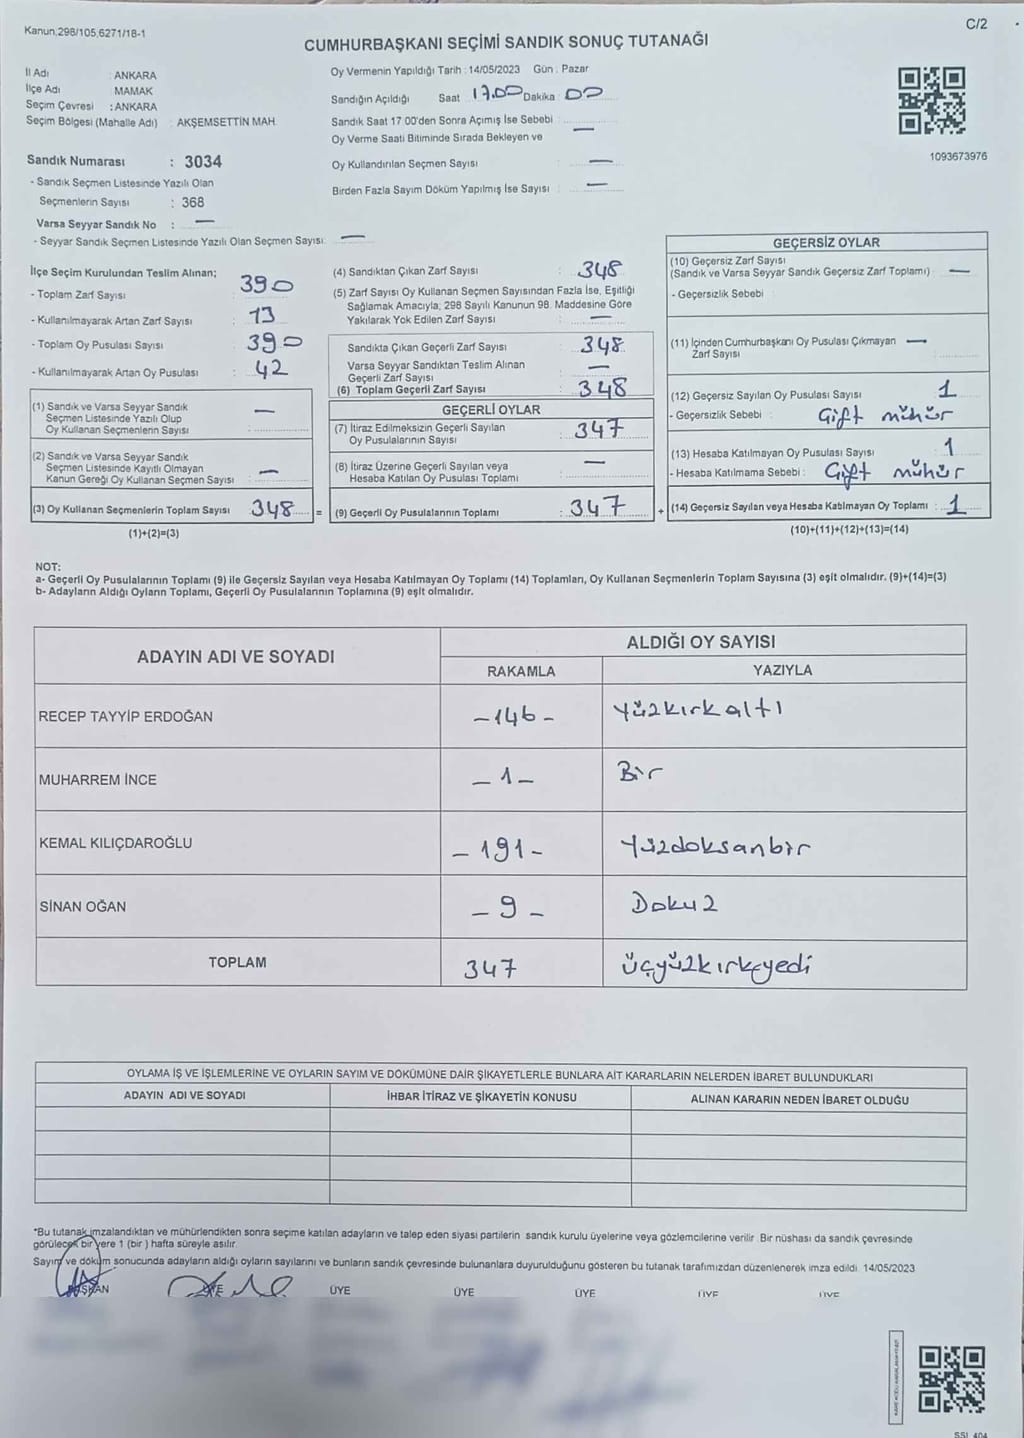 Kanun,298/105,6271/18-1
C/2
CUMHURBAŞKANI SEÇİMİ SANDIK SONUÇ TUTANAĞI
İl Adı : ANKARA
İlçe Adı : MAMAK
Seçim Çevresi : ANKARA
Seçim Bölgesi (Mahalle Adı) : AKŞEMSETTİN MAH.
Sandık Numarası : 3034
- Sandık Seçmen Listesinde Yazılı Olan
Seçmenlerin Sayısı : 368
Varsa Seyyar Sandık No : —
- Seyyar Sandık Seçmen Listesinde Yazılı Olan Seçmen Sayısı: —
Oy Vermenin Yapıldığı Tarih : 14/05/2023 Gün : Pazar
Sandığın Açıldığı Saat 17.00 Dakika 00
Sandık Saat 17.00'den Sonra Açımış İse Sebebi
Oy Verme Saati Bitiminde Sırada Bekleyen ve —
Oy Kullandırılan Seçmen Sayısı —
Birden Fazla Sayım Döküm Yapılmış İse Sayısı —
1093673976
İlçe Seçim Kurulundan Teslim Alınan;
- Toplam Zarf Sayısı : 390
- Kullanılmayarak Artan Zarf Sayısı : 13
- Toplam Oy Pusulası Sayısı : 390
- Kullanılmayarak Artan Oy Pusulası : 42
(1) Sandık ve Varsa Seyyar Sandık
Seçmen Listesinde Yazılı Olup
Oy Kullanan Seçmenlerin Sayısı : —
(2) Sandık ve Varsa Seyyar Sandık
Seçmen Listesinde Kayıtlı Olmayan
Kanun Gereği Oy Kullanan Seçmen Sayısı : —
(3) Oy Kullanan Seçmenlerin Toplam Sayısı 348 =
(1)+(2)=(3)
(4) Sandıktan Çıkan Zarf Sayısı : 348
(5) Zarf Sayısı Oy Kullanan Seçmen Sayısından Fazla İse, Eşitliği
Sağlamak Amacıyla, 298 Sayılı Kanunun 98. Maddesine Göre
Yakılarak Yok Edilen Zarf Sayısı : —
Sandıkta Çıkan Geçerli Zarf Sayısı : 348
Varsa Seyyar Sandıktan Teslim Alınan
Geçerli Zarf Sayısı : —
(6) Toplam Geçerli Zarf Sayısı : 348
GEÇERLİ OYLAR
(7) İtiraz Edilmeksizin Geçerli Sayılan
Oy Pusulalarının Sayısı : 347
(8) İtiraz Üzerine Geçerli Sayılan veya
Hesaba Katılan Oy Pusulası Toplamı : —
(9) Geçerli Oy Pusulalarının Toplamı : 347 +
GEÇERSİZ OYLAR
(10) Geçersiz Zarf Sayısı
(Sandık ve Varsa Seyyar Sandık Geçersiz Zarf Toplamı) : —
- Geçersizlik Sebebi :
(11) İçinden Cumhurbaşkanı Oy Pusulası Çıkmayan —
Zarf Sayısı
(12) Geçersiz Sayılan Oy Pusulası Sayısı : 1
- Geçersizlik Sebebi : Çift mühür
(13) Hesaba Katılmayan Oy Pusulası Sayısı : 1
- Hesaba Katılmama Sebebi : Çift mühür
(14) Geçersiz Sayılan veya Hesaba Katılmayan Oy Toplamı : 1
(10)+(11)+(12)+(13)=(14)
NOT:
a- Geçerli Oy Pusulalarının Toplamı (9) ile Geçersiz Sayılan veya Hesaba Katılmayan Oy Toplamı (14) Toplamları, Oy Kullanan Seçmenlerin Toplam Sayısına (3) eşit olmalıdır. (9)+(14)=(3)
b- Adayların Aldığı Oyların Toplamı, Geçerli Oy Pusulalarının Toplamına (9) eşit olmalıdır.
ADAYIN ADI VE SOYADI
ALDIĞI OY SAYISI
RAKAMLA YAZIYLA
RECEP TAYYİP ERDOĞAN -146- Yüzkırkaltı
MUHARREM İNCE -1- Bir
KEMAL KILIÇDAROĞLU -191- Yüzdoksanbir
SİNAN OĞAN -9- Dokuz
TOPLAM 347 üçyüzkırkyedi
OYLAMA İŞ VE İŞLEMLERİNE VE OYLARIN SAYIM VE DÖKÜMÜNE DAİR ŞİKAYETLERLE BUNLARA AİT KARARLARIN NELERDEN İBARET BULUNDUKLARI
ADAYIN ADI VE SOYADI İHBAR İTİRAZ VE ŞİKAYETİN KONUSU ALINAN KARARIN NEDEN İBARET OLDUĞU
*Bu tutanak imzalandıktan ve mühürlendikten sonra seçime katılan adayların ve talep eden siyasi partilerin sandık kurulu üyelerine veya gözlemcilerine verilir. Bir nüshası da sandık çevresinde
görülecek bir yere 1 (bir ) hafta süreyle asılır.
Sayım ve döküm sonucunda adayların aldığı oyların sayılarını ve bunların sandık çevresinde bulunanlara duyurulduğunu gösteren bu tutanak tarafımızdan düzenlenerek imza edildi. 14/05/2023
BAŞKAN ÜYE ÜYE ÜYE ÜYE ÜYE ÜYE
SSI 404